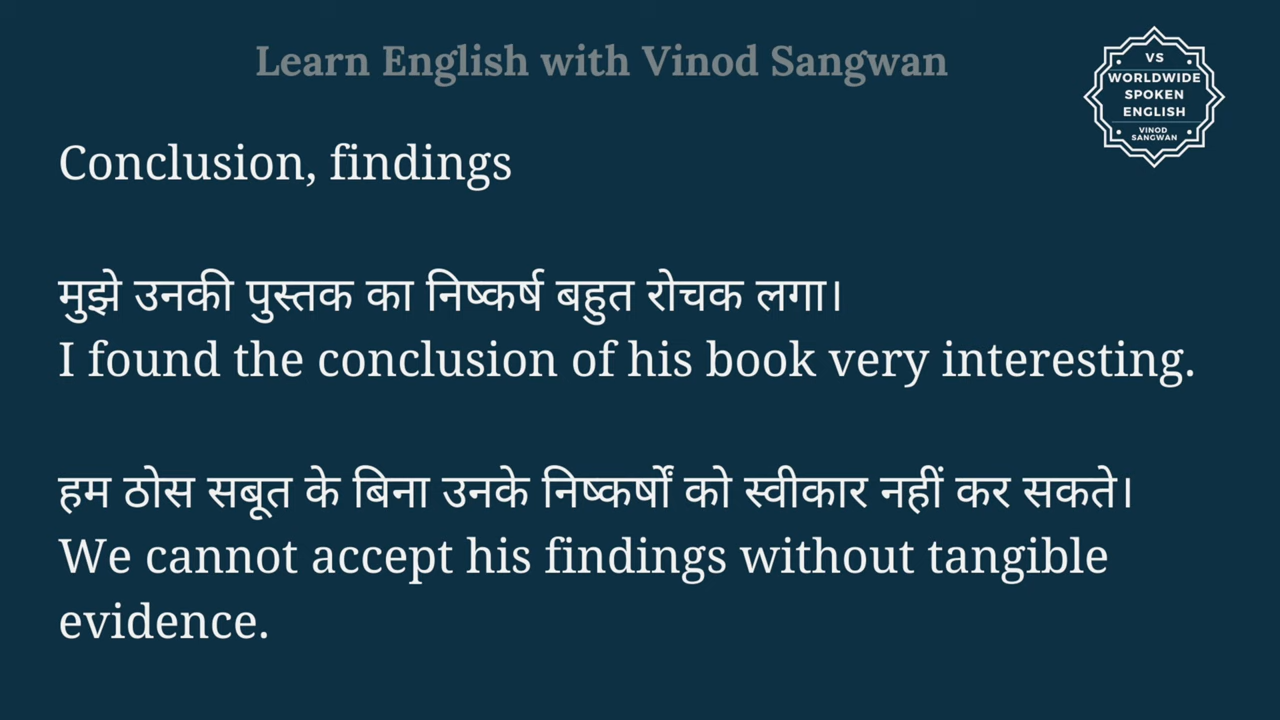 Learn English with Vinod Sangwan
VS
WORLDWIDE
SPOKEN
ENGLISH
VINOD
SANGWAN
Conclusion, findings
मुझे उनकी पुस्तक का निष्कर्ष बहुत रोचक लगा।
I found the conclusion of his book very interesting.
हम ठोस सबूत के बिना उनके निष्कर्षों को स्वीकार नहीं कर सकते।
We cannot accept his findings without tangible
evidence.